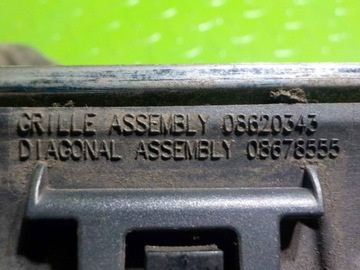 GRILLE ASSEMBLY 08620343
DIAGONAL ASSEMBLY 08678555